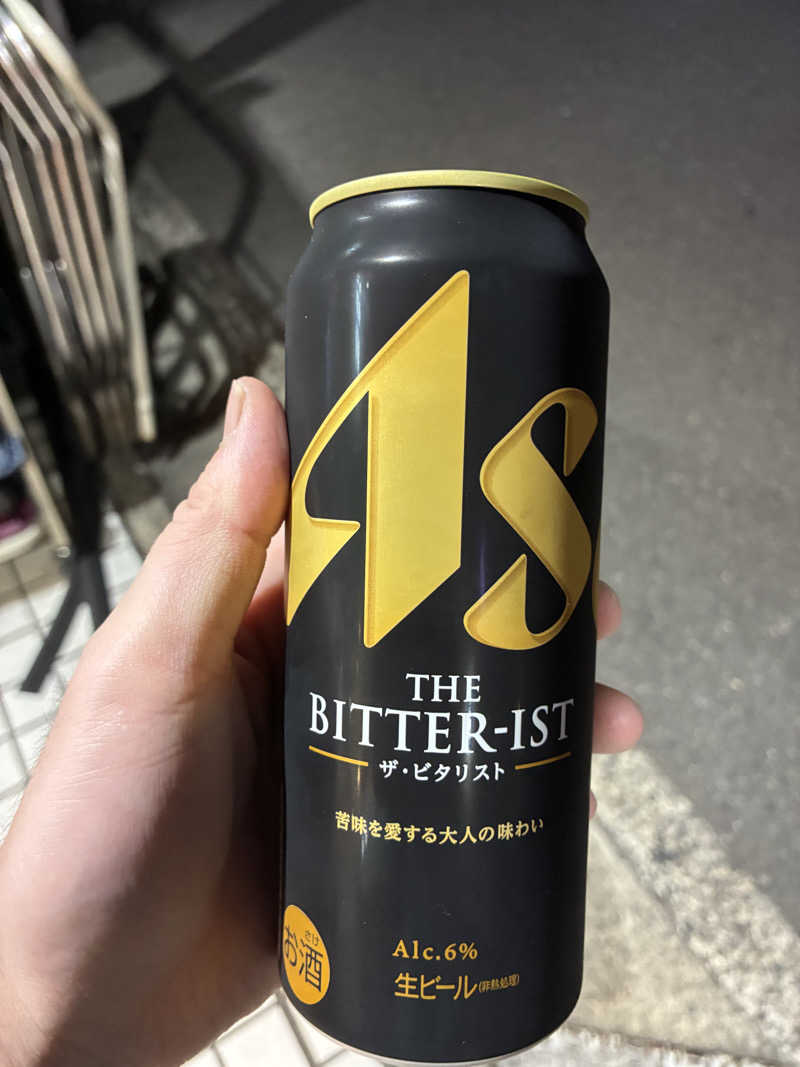 As
THE
BITTER-IST
ザ・ビタリスト
苦味を愛する大人の味わい
さけ
お酒
Alc.6%
生ビール(非熱処理)